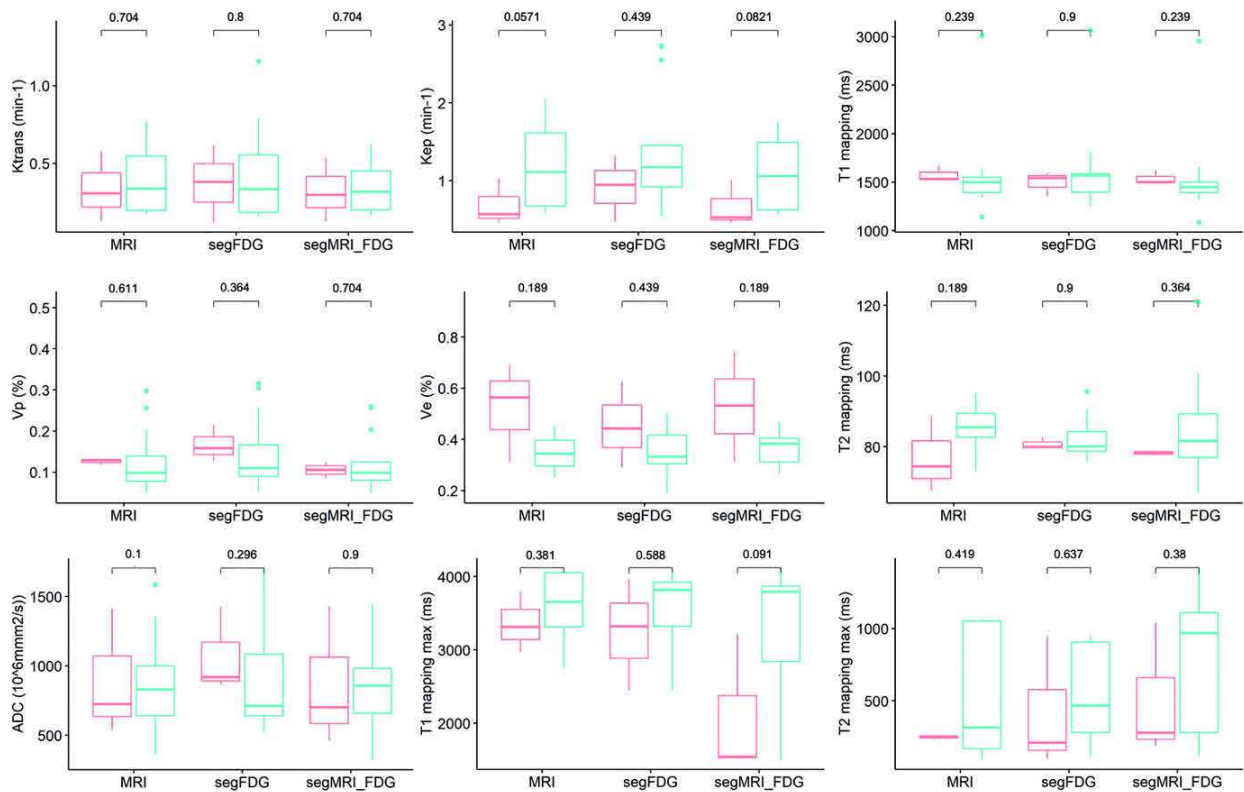 0.704 0.8 0.704
Ktrans (min-1)
1.0
0.5
MRI segFDG segMRI_FDG
0.0571 0.439 0.0821
Kep (min-1)
3
2
1
0
MRI segFDG segMRI_FDG
0.239 0.9 0.239
T1 mapping (ms)
3000
2500
2000
1500
1000
MRI segFDG segMRI_FDG
0.611 0.364 0.704
Vp (%)
0.5
0.4
0.3
0.2
0.1
MRI segFDG segMRI_FDG
0.189 0.439 0.189
Ve (%)
0.8
0.6
0.4
0.2
MRI segFDG segMRI_FDG
0.189 0.9 0.364
T2 mapping (ms)
120
100
80
MRI segFDG segMRI_FDG
0.1 0.296 0.9
ADC (10^6mmm2/s))
1500
1000
500
MRI segFDG segMRI_FDG
0.381 0.588 0.091
T1 mapping max (ms)
4000
3000
2000
MRI segFDG segMRI_FDG
0.419 0.637 0.38
T2 mapping max (ms)
1000
500
MRI segFDG segMRI_FDG